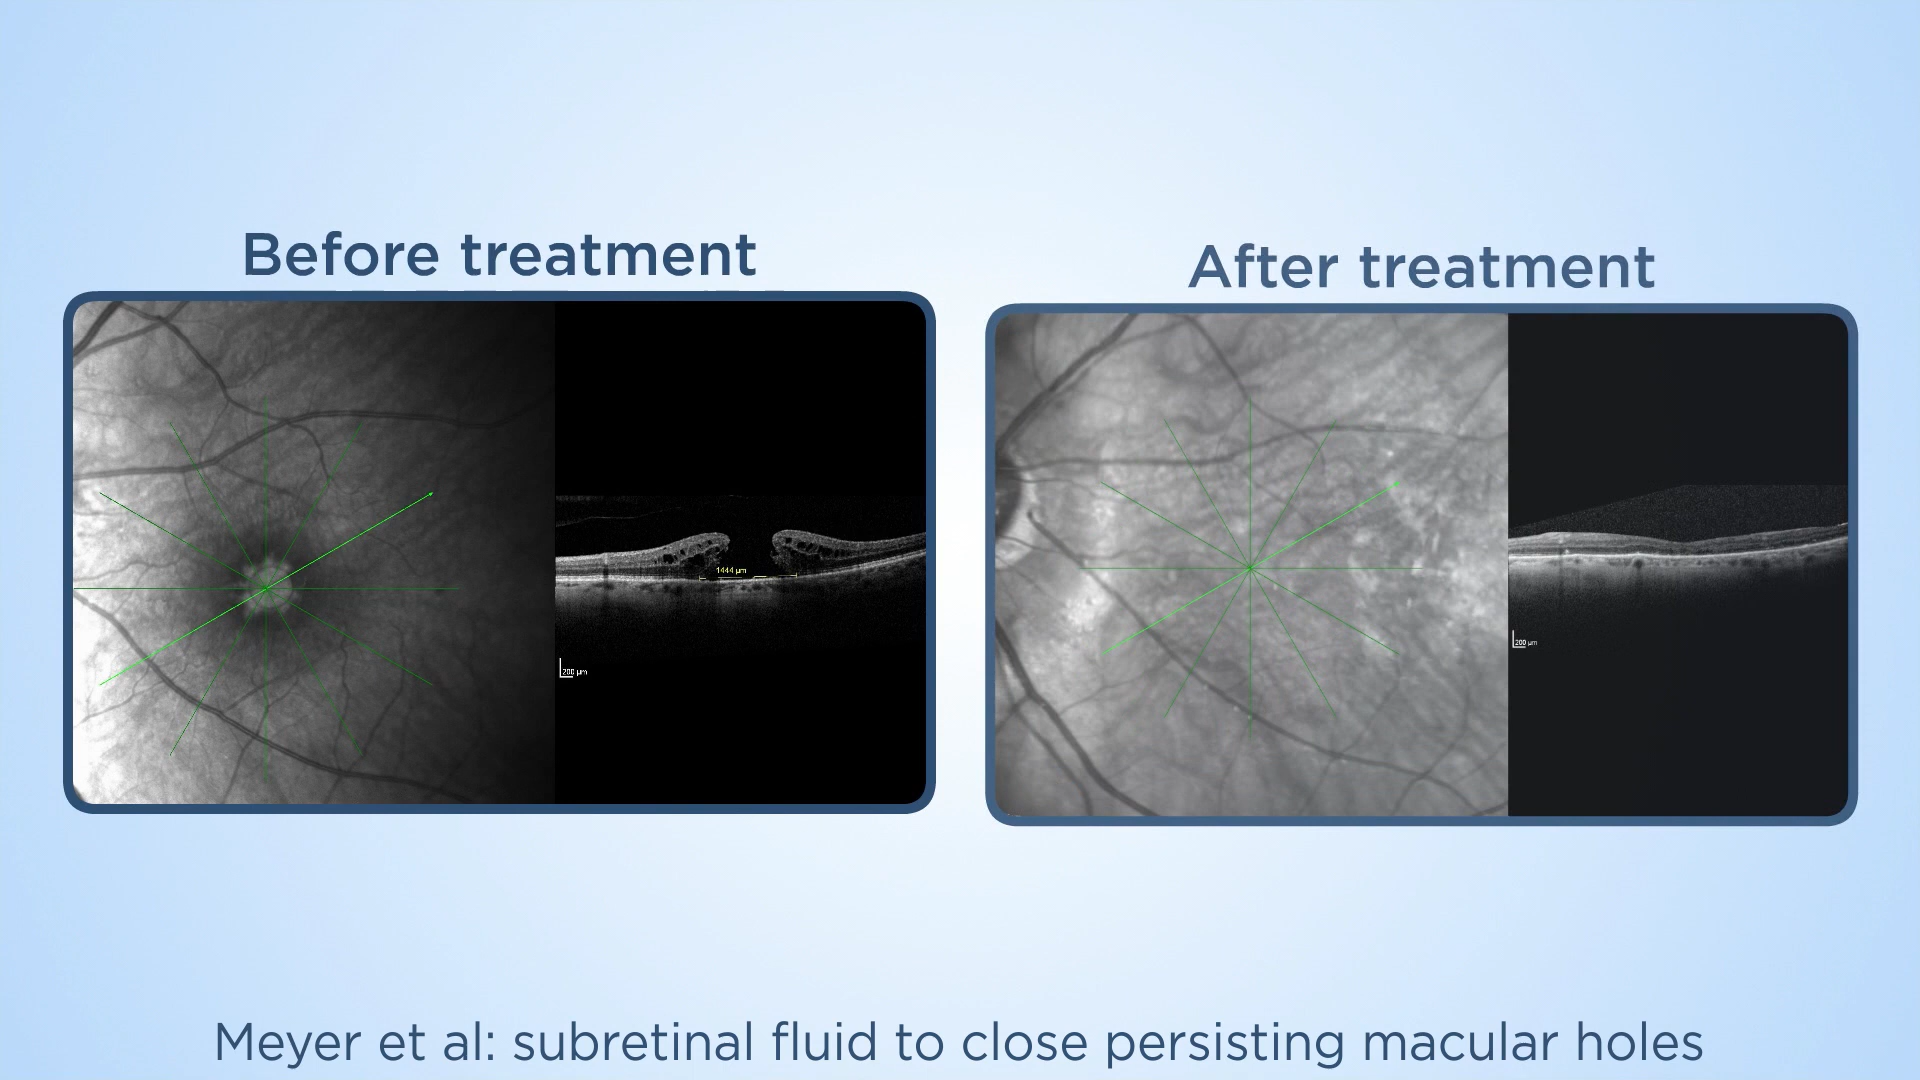 Before treatment
After treatment
1444 µm
200 µm
200 µm
Meyer et al: subretinal fluid to close persisting macular holes